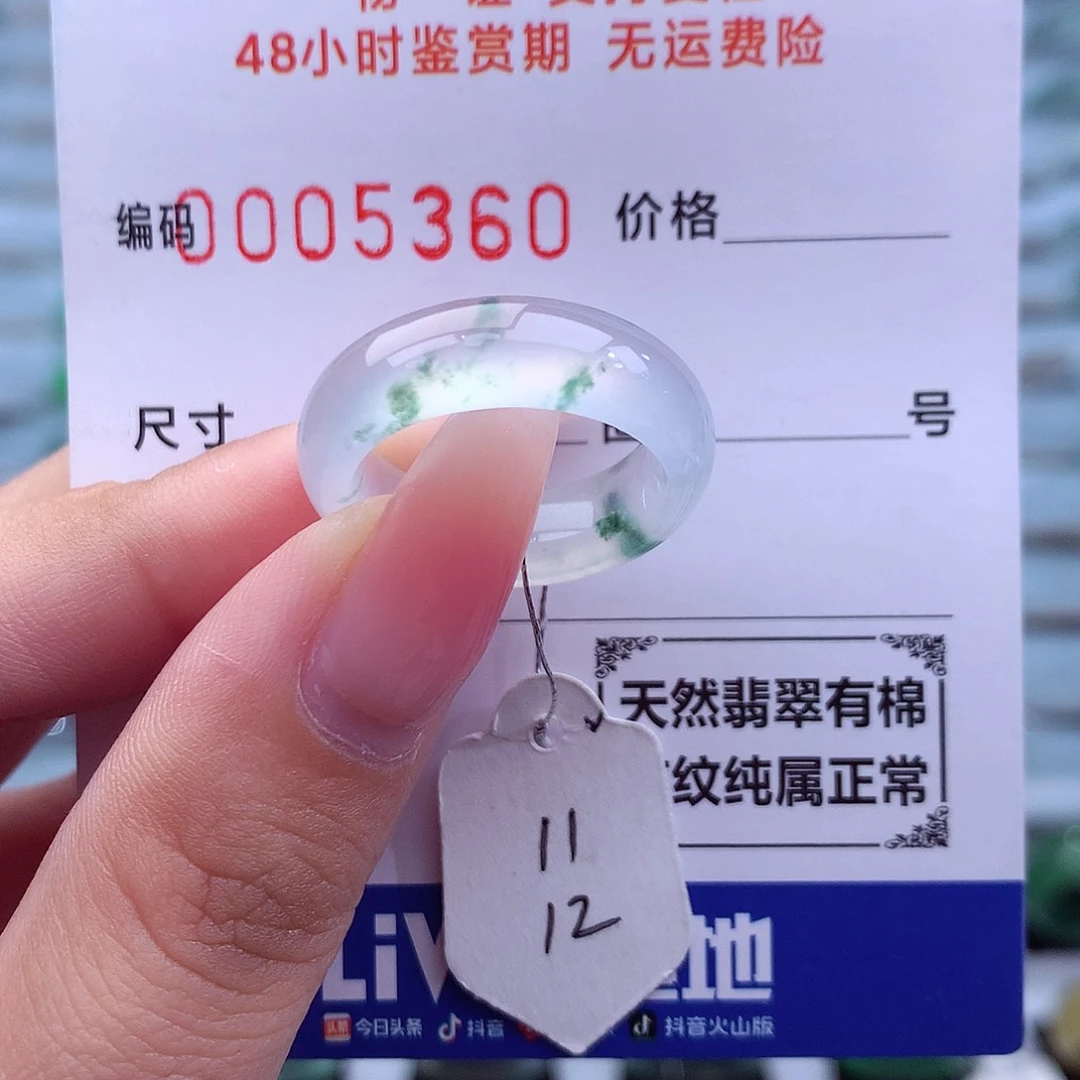 48小时鉴赏期 无运费险
编码0005360 价格
尺寸 号
天然翡翠有棉
纹纯属正常
11
12
LiV 地
今日头条 抖音 抖音火山版